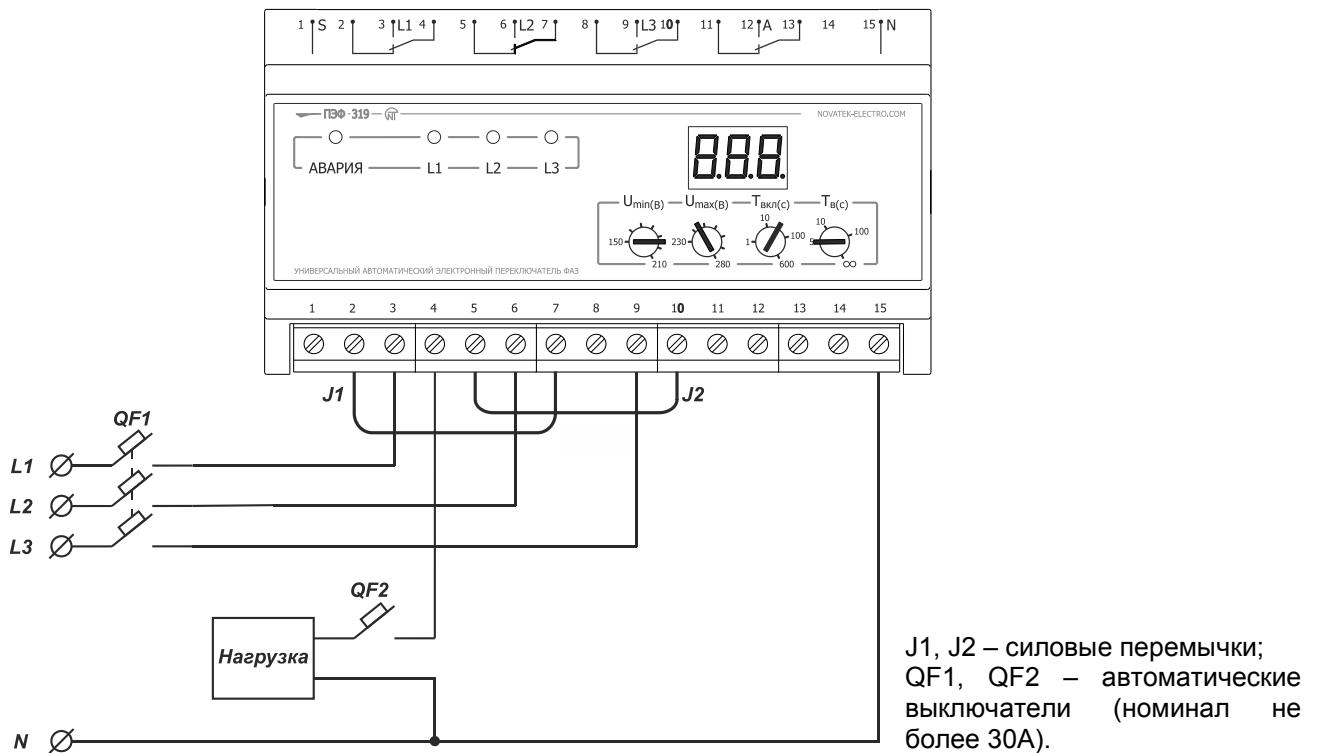 1 S 2 3 L1 4 5 6 L2 7 8 9 L3 10 11 12 A 13 14 15 N
ПЭФ-319 NT NOVATEK-ELECTRO.COM
АВАРИЯ L1 L2 L3
8.8.8.
Umin(В) Umax(В) Твкл(с) Тв(с)
10 10
150 230 1 100 5 100
210 280 600 ∞
УНИВЕРСАЛЬНЫЙ АВТОМАТИЧЕСКИЙ ЭЛЕКТРОННЫЙ ПЕРЕКЛЮЧАТЕЛЬ ФАЗ
1 2 3 4 5 6 7 8 9 10 11 12 13 14 15
J1 J2
QF1
L1
L2
L3
QF2
Нагрузка
N
J1, J2 – силовые перемычки;
QF1, QF2 – автоматические
выключатели (номинал не
более 30А).